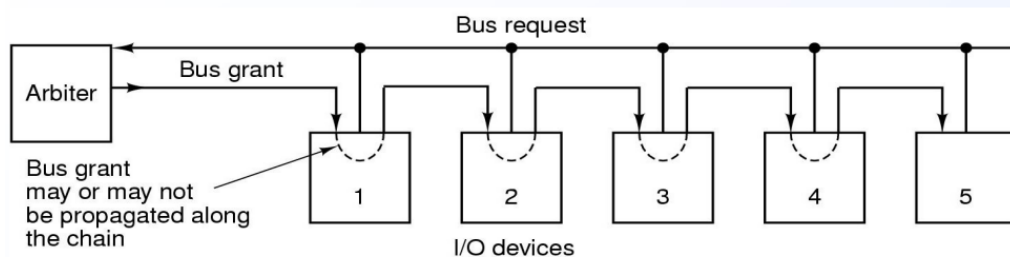 Bus request
Bus grant
Arbiter
Bus grant
may or may not
be propagated along
the chain
1
2
3
4
5
I/O devices